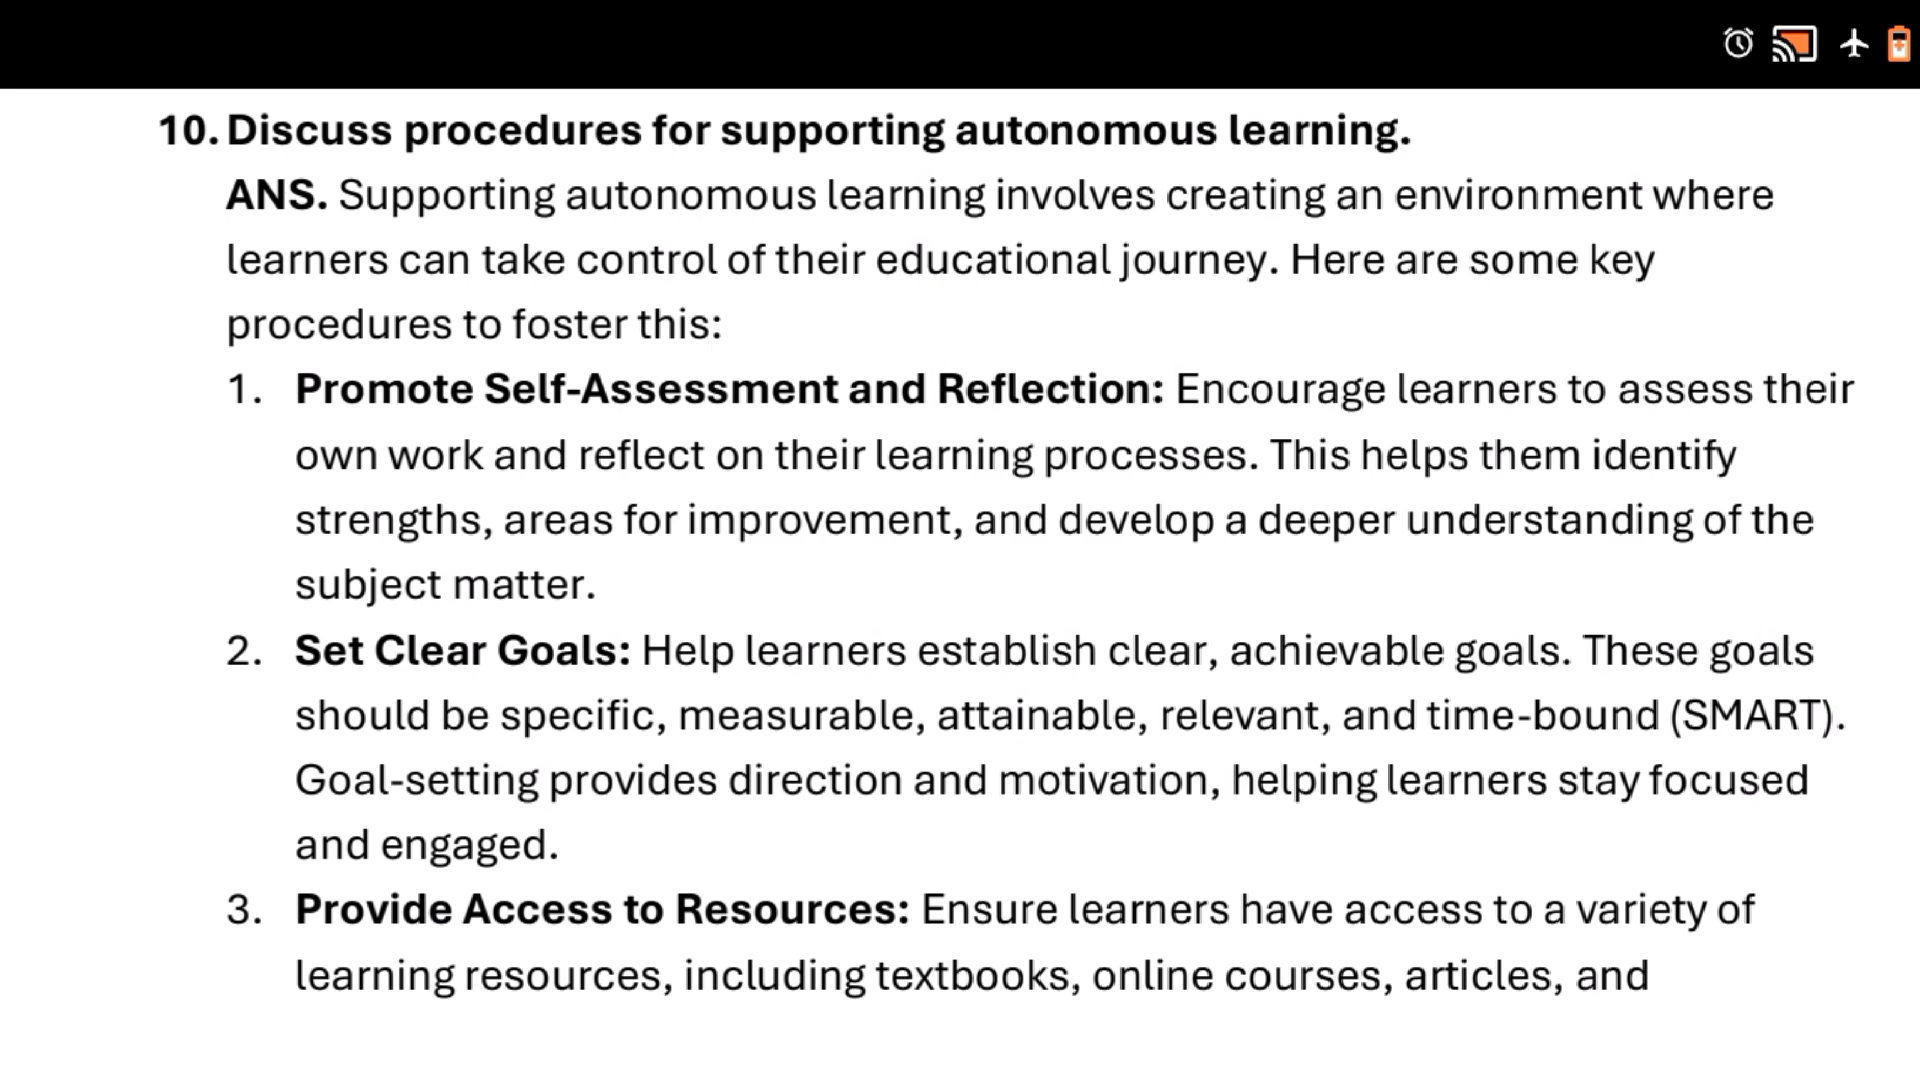 10. Discuss procedures for supporting autonomous learning.
ANS. Supporting autonomous learning involves creating an environment where
learners can take control of their educational journey. Here are some key
procedures to foster this:
1. Promote Self-Assessment and Reflection: Encourage learners to assess their
own work and reflect on their learning processes. This helps them identify
strengths, areas for improvement, and develop a deeper understanding of the
subject matter.
2. Set Clear Goals: Help learners establish clear, achievable goals. These goals
should be specific, measurable, attainable, relevant, and time-bound (SMART).
Goal-setting provides direction and motivation, helping learners stay focused
and engaged.
3. Provide Access to Resources: Ensure learners have access to a variety of
learning resources, including textbooks, online courses, articles, and